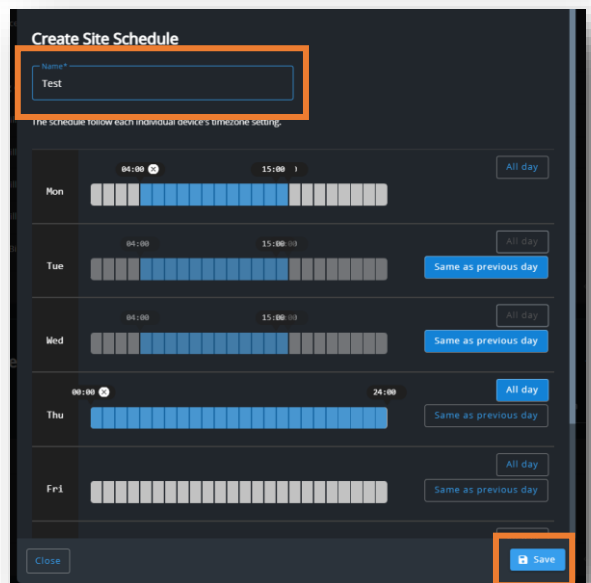 Create Site Schedule
Name*
Test
The schedule follow each individual device's timezone setting.
04:00 15:00 All day
Mon
04:00 15:00 All day
Tue Same as previous day
04:00 15:00 All day
Wed Same as previous day
00:00 24:00 All day
Thu Same as previous day
All day
Fri Same as previous day
Close Save